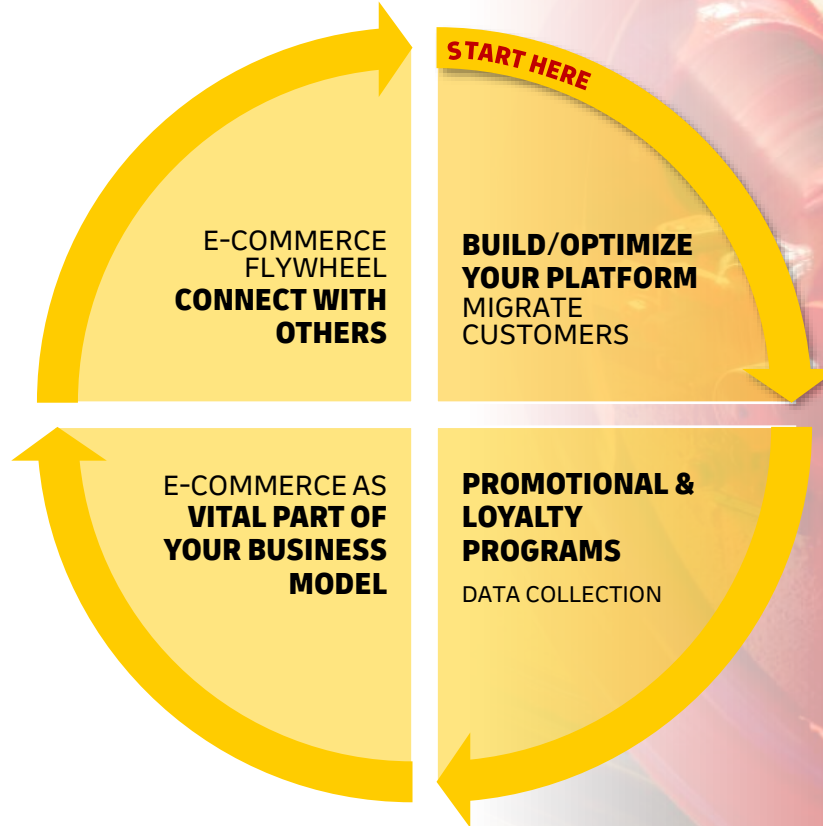 START HERE
E-COMMERCE
FLYWHEEL
CONNECT WITH
OTHERS
BUILD/OPTIMIZE
YOUR PLATFORM
MIGRATE
CUSTOMERS
E-COMMERCE AS
VITAL PART OF
YOUR BUSINESS
MODEL
PROMOTIONAL &
LOYALTY
PROGRAMS
DATA COLLECTION